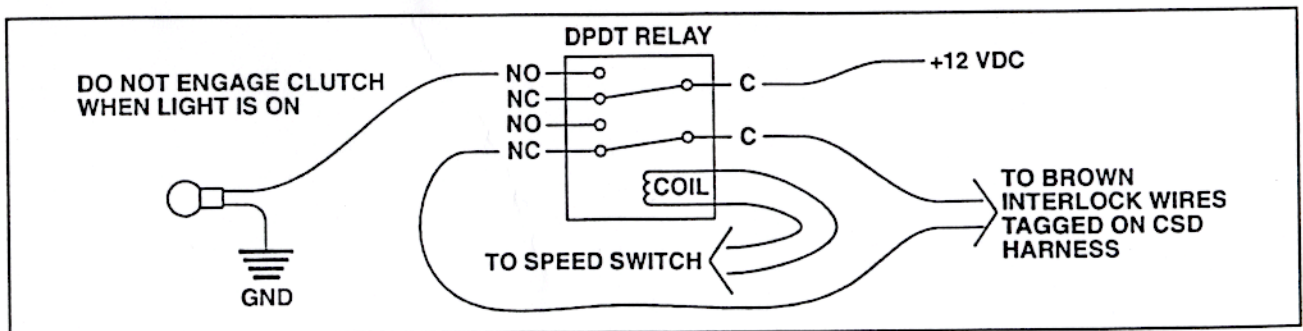 DPDT RELAY
DO NOT ENGAGE CLUTCH
WHEN LIGHT IS ON
NO
NC
NO
NC
C
C
+12 VDC
COIL
TO SPEED SWITCH
GND
TO BROWN
INTERLOCK WIRES
TAGGED ON CSD
HARNESS